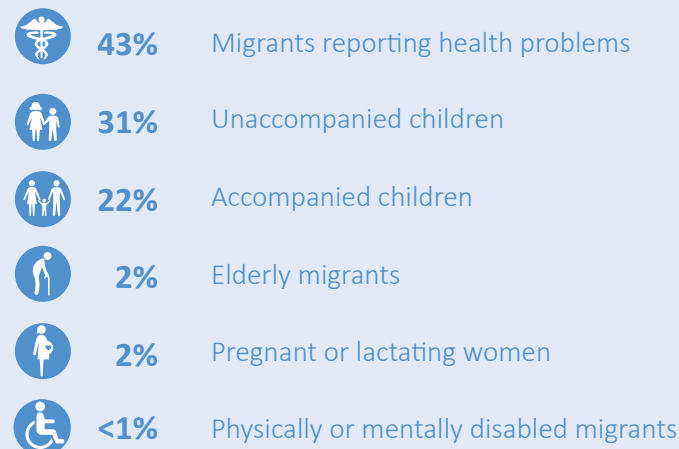 43% Migrants reporting health problems
31% Unaccompanied children
22% Accompanied children
2% Elderly migrants
2% Pregnant or lactating women
<1% Physically or mentally disabled migrants